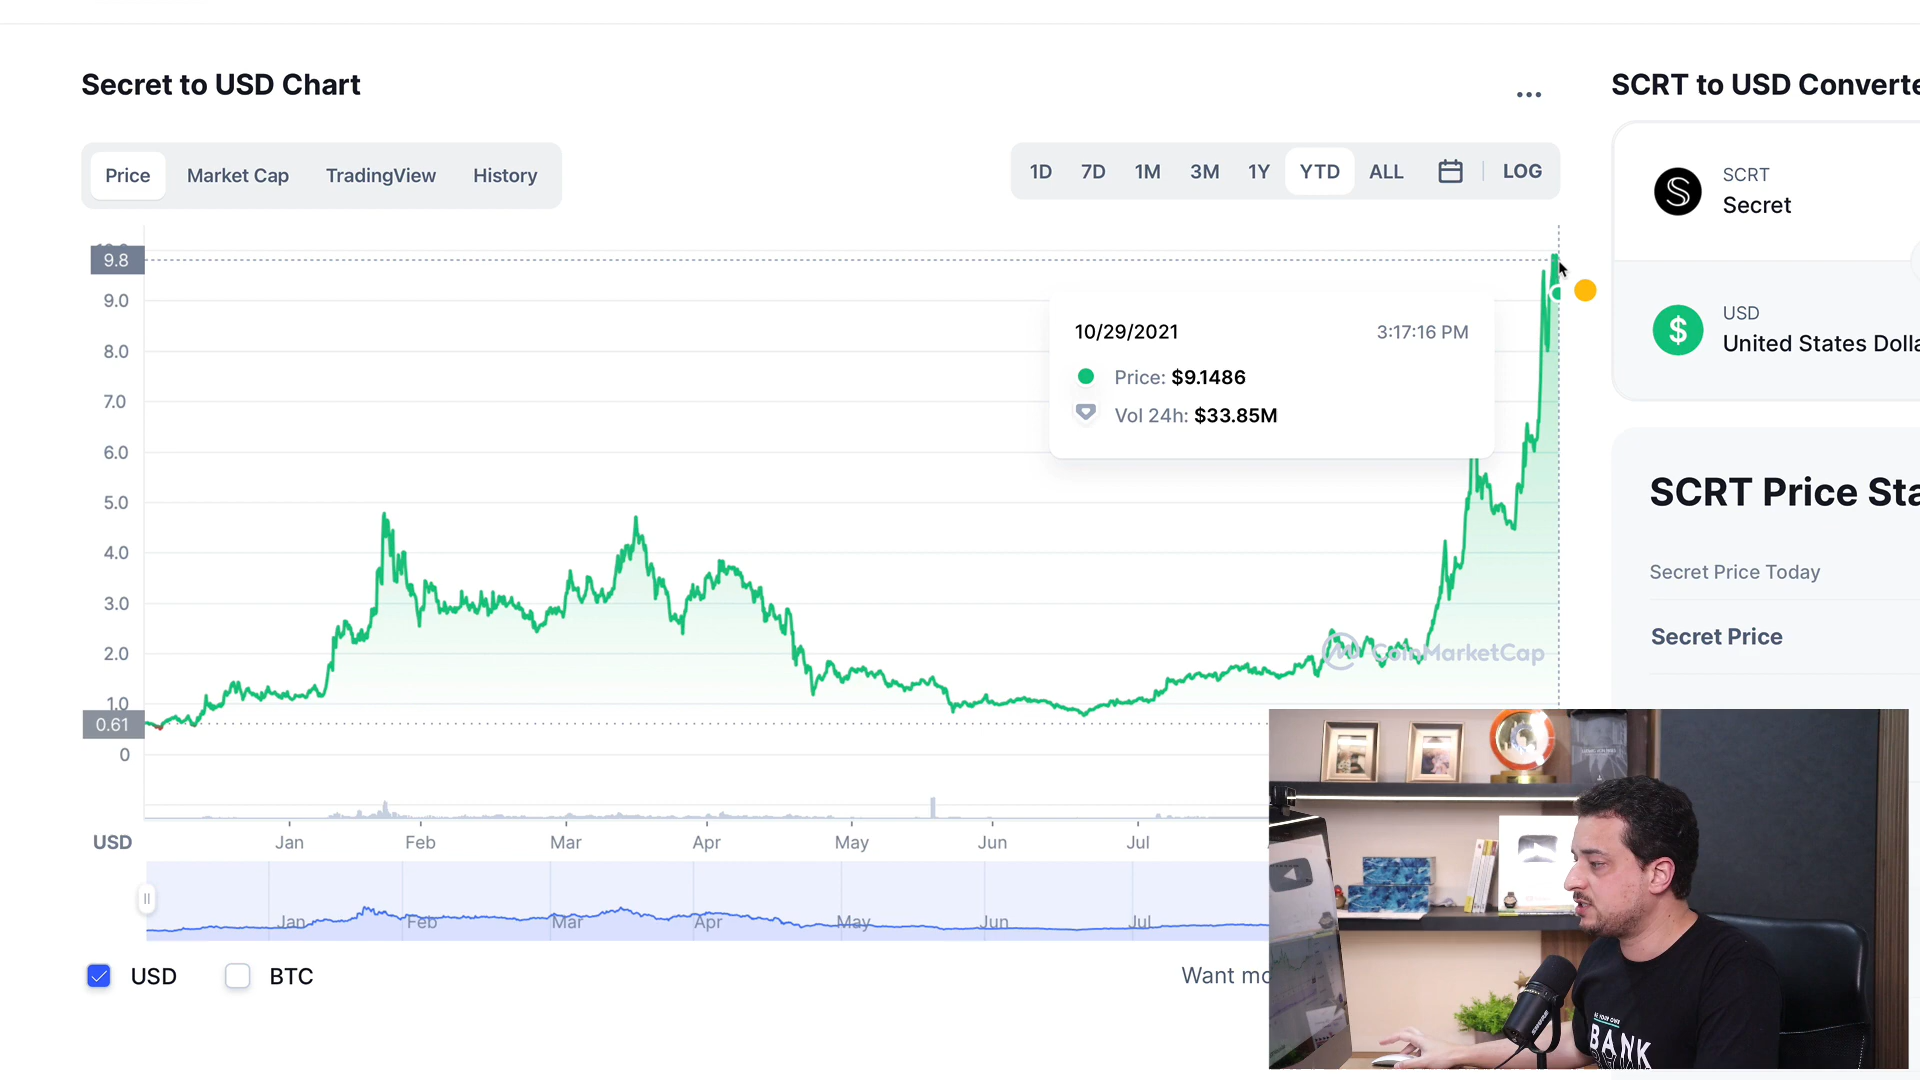 Secret to USD Chart
SCRT to USD Converte
Price
Market Cap
TradingView
History
1D
7D
1M
3M
1Y
YTD
ALL
LOG
SCRT
Secret
USD
United States Dolla
9.8
9.0
8.0
7.0
6.0
5.0
4.0
3.0
2.0
1.0
0.61
0
10/29/2021
3:17:16 PM
Price: $9.1486
Vol 24h: $33.85M
CoinMarketCap
SCRT Price Sta
Secret Price Today
Secret Price
USD
Jan
Feb
Mar
Apr
May
Jun
Jul
Jan
Feb
Mar
Apr
May
Jun
Jul
USD
BTC
Want mo
BE YOUR OWN
BANK